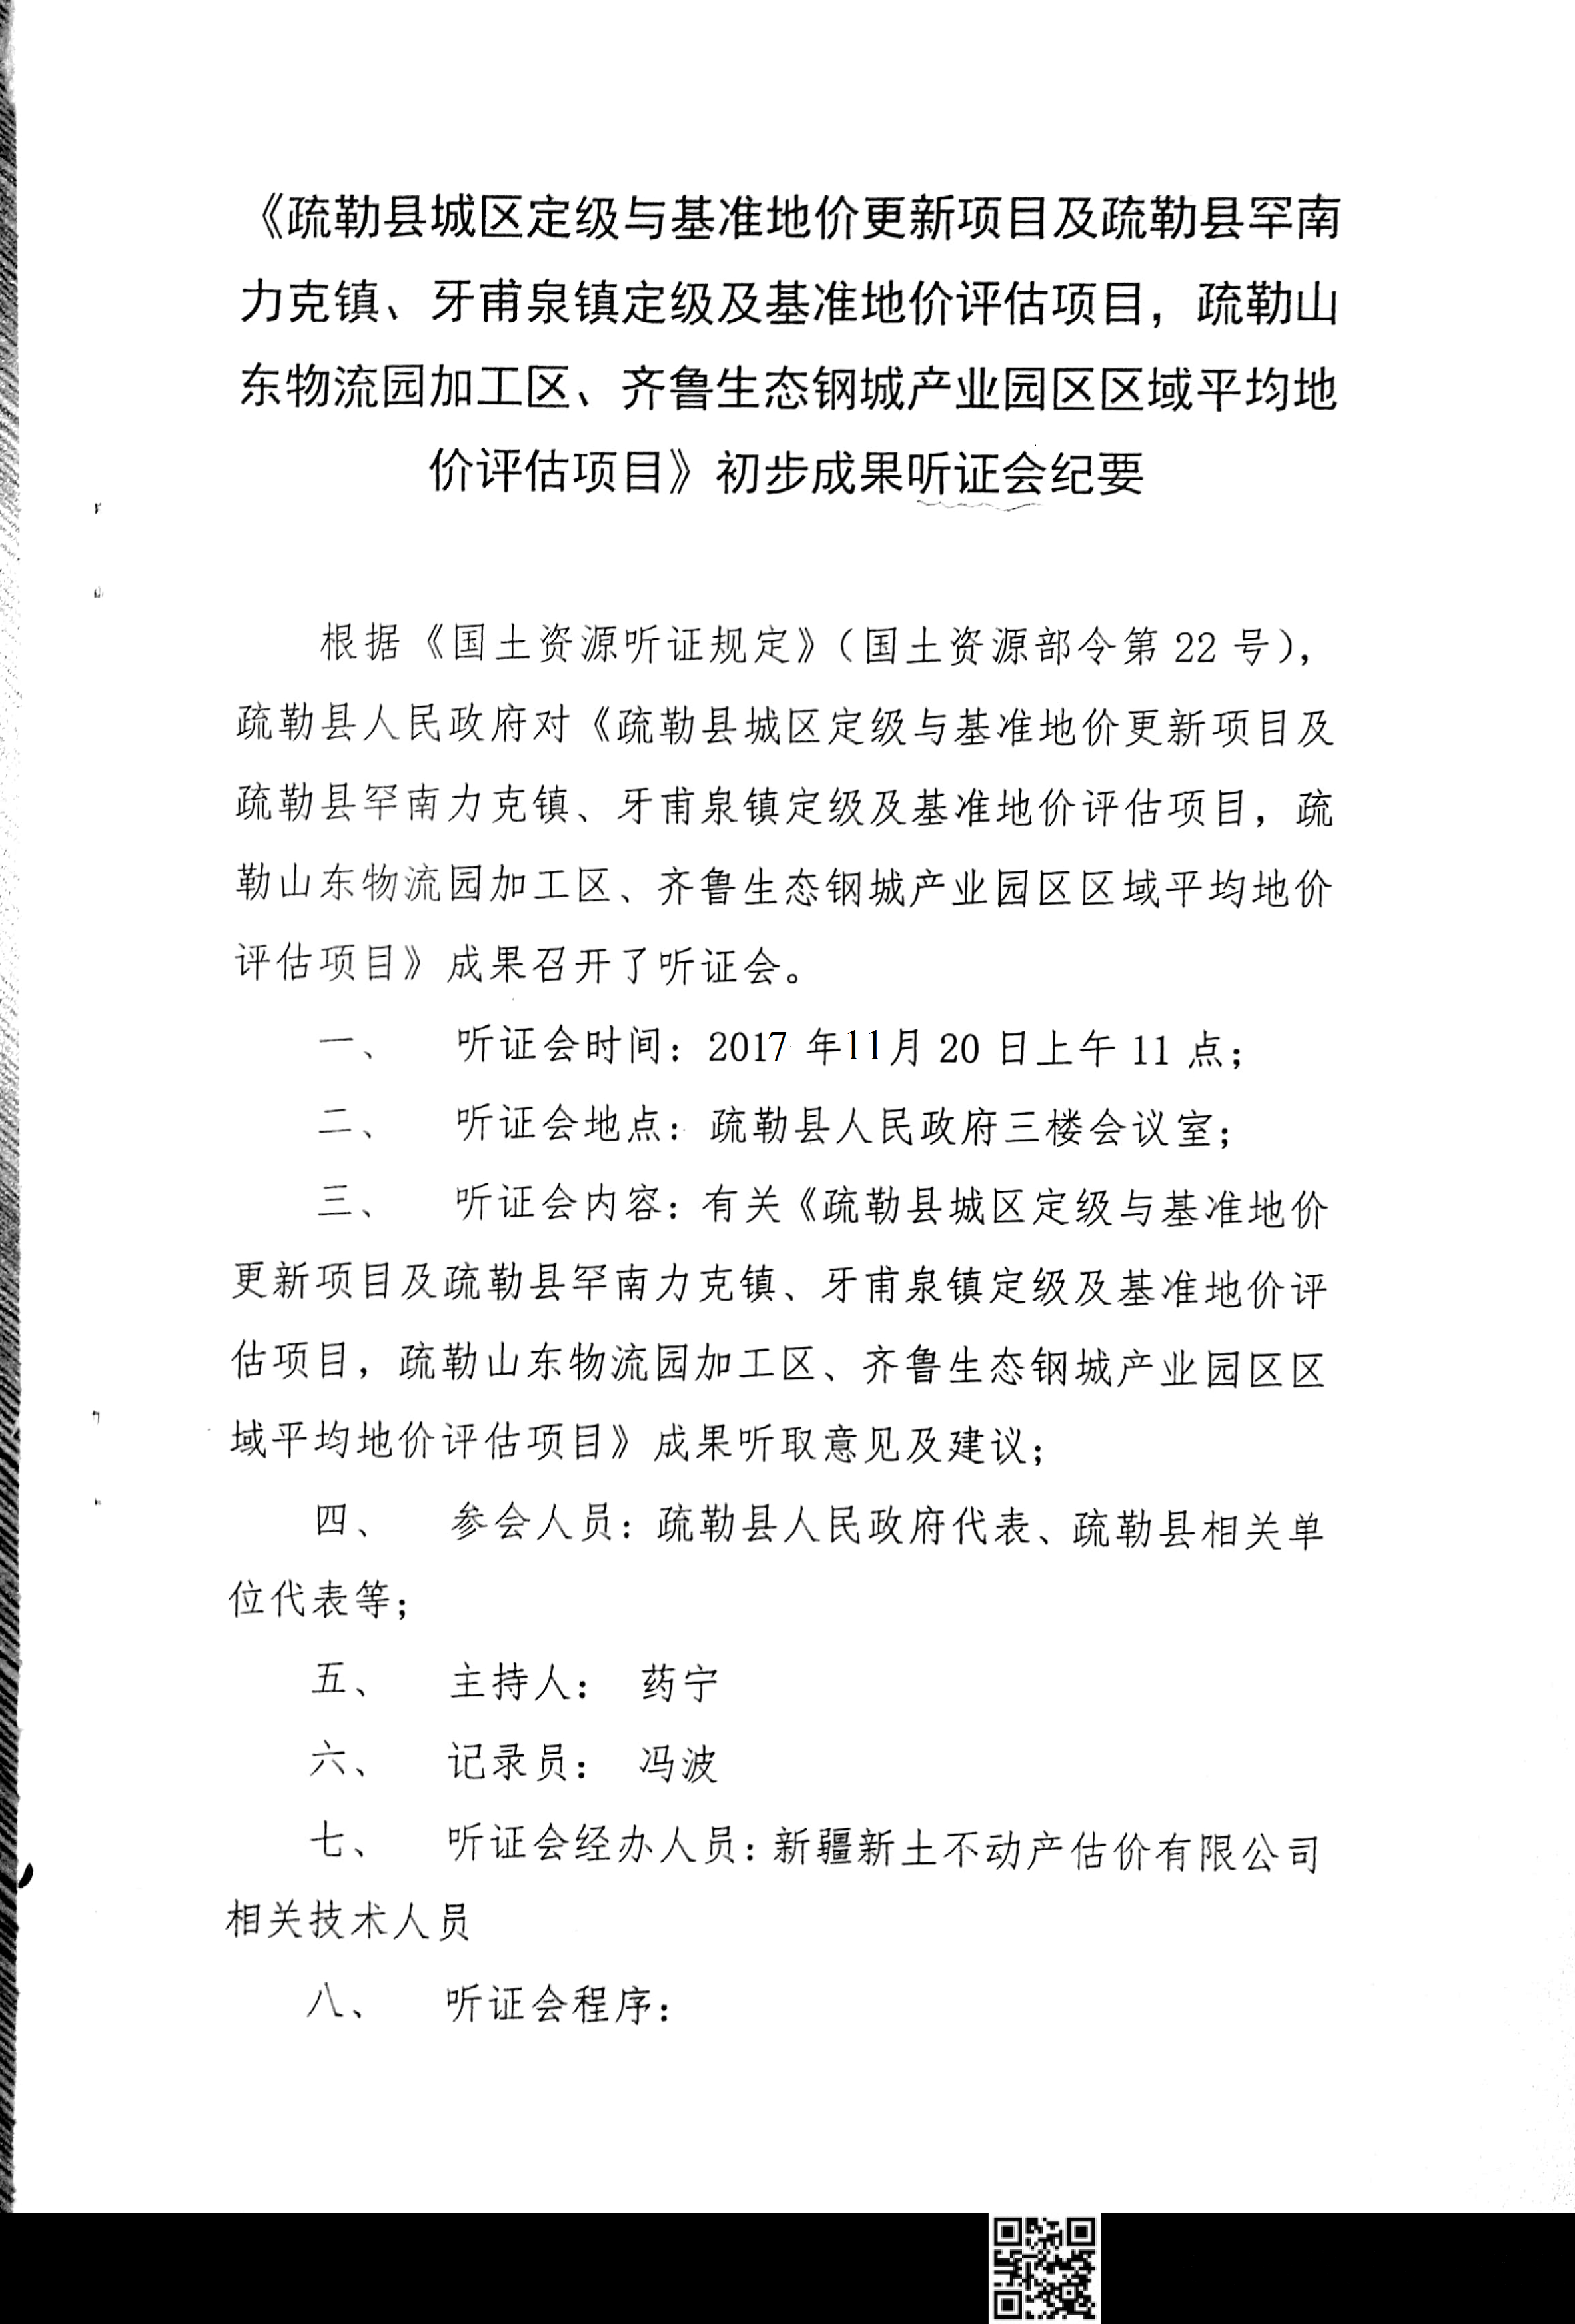 《疏勒县城区定级与基准地价更新项目及疏勒县罕南
力克镇、牙甫泉镇定级及基准地价评估项目，疏勒山
东物流园加工区、齐鲁生态钢城产业园区区域平均地
价评估项目》初步成果听证会纪要
根据《国土资源听证规定》（国土资源部令第 22 号），
疏勒县人民政府对《疏勒县城区定级与基准地价更新项目及
疏勒县罕南力克镇、牙甫泉镇定级及基准地价评估项目，疏
勒山东物流园加工区、齐鲁生态钢城产业园区区域平均地价
评估项目》成果召开了听证会。
一、 听证会时间：2017 年11月 20 日上午 11 点；
二、 听证会地点：疏勒县人民政府三楼会议室；
三、 听证会内容：有关《疏勒县城区定级与基准地价
更新项目及疏勒县罕南力克镇、牙甫泉镇定级及基准地价评
估项目，疏勒山东物流园加工区、齐鲁生态钢城产业园区区
域平均地价评估项目》成果听取意见及建议；
四、 参会人员：疏勒县人民政府代表、疏勒县相关单
位代表等；
五、 主持人： 药宁
六、 记录员： 冯波
七、 听证会经办人员：新疆新土不动产估价有限公司
相关技术人员
八、 听证会程序：